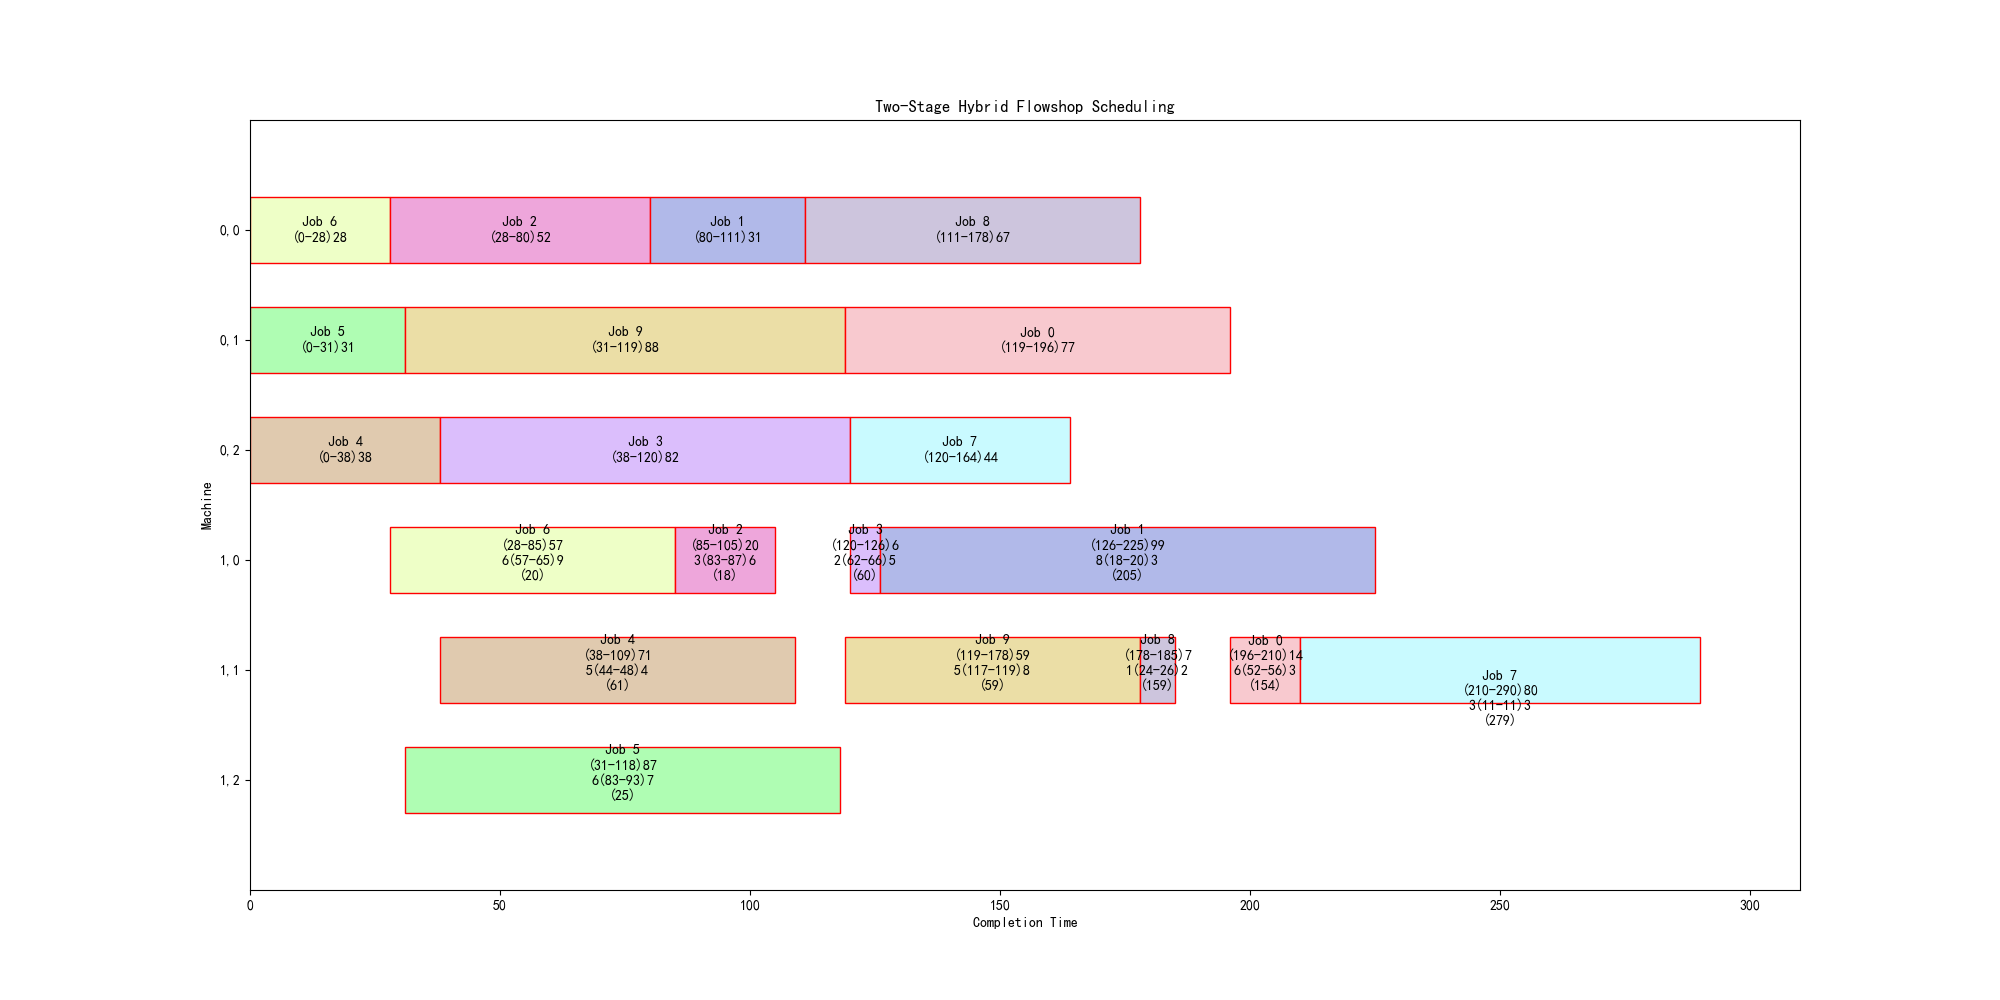 Two-Stage Hybrid Flowshop Scheduling
Machine
0,0
Job 6
(0-28)28
Job 2
(28-80)52
Job 1
(80-111)31
Job 8
(111-178)67
0,1
Job 5
(0-31)31
Job 9
(31-119)88
Job 0
(119-196)77
0,2
Job 4
(0-38)38
Job 3
(38-120)82
Job 7
(120-164)44
1,0
Job 6
(28-85)57
6(57-65)9
(20)
Job 2
(85-105)20
3(83-87)6
(18)
Job 3
(120-126)6
2(62-66)5
(60)
Job 1
(126-225)99
8(18-20)3
(205)
1,1
Job 4
(38-109)71
5(44-48)4
(61)
Job 9
(119-178)59
5(117-119)8
(59)
Job 8
(178-185)7
1(24-26)2
(159)
Job 0
(196-210)14
6(52-56)3
(154)
Job 7
(210-290)80
3(11-11)3
(279)
1,2
Job 5
(31-118)87
6(83-93)7
(25)
0
50
100
150
200
250
300
Completion Time